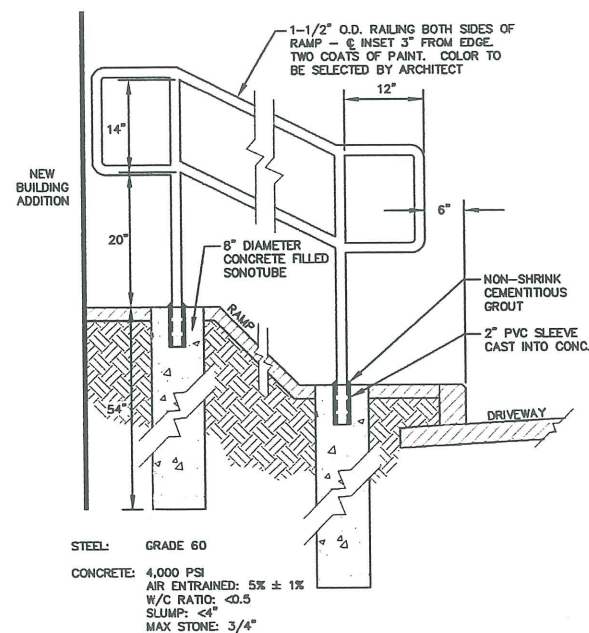 1-1/2" O.D. RAILING BOTH SIDES OF
RAMP - ℄ INSET 3" FROM EDGE.
TWO COATS OF PAINT. COLOR TO
BE SELECTED BY ARCHITECT
12"
14"
NEW
BUILDING
ADDITION
6"
20"
8" DIAMETER
CONCRETE FILLED
SONOTUBE
NON-SHRINK
CEMENTITIOUS
GROUT
RAMP
2" PVC SLEEVE
CAST INTO CONC.
54"
DRIVEWAY
STEEL: GRADE 60
CONCRETE: 4,000 PSI
AIR ENTRAINED: 5% ± 1%
W/C RATIO: <0.5
SLUMP: <4"
MAX STONE: 3/4"